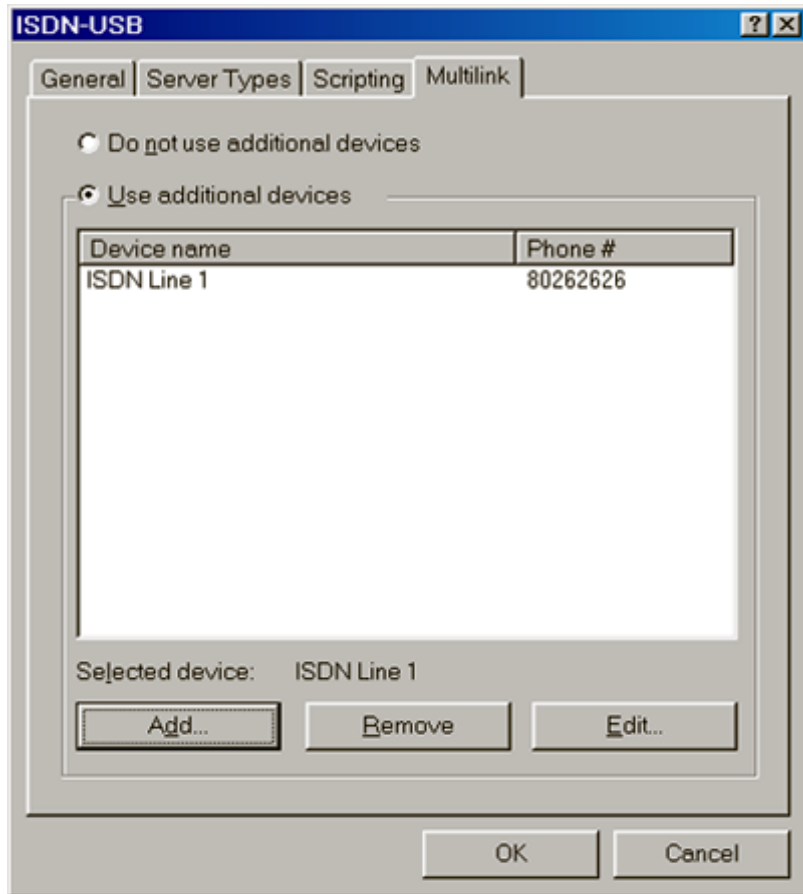 ISDN-USB
General Server Types Scripting Multilink
Do not use additional devices
Use additional devices
Device name Phone #
ISDN Line 1 80262626
Selected device: ISDN Line 1
Add... Remove Edit...
OK Cancel